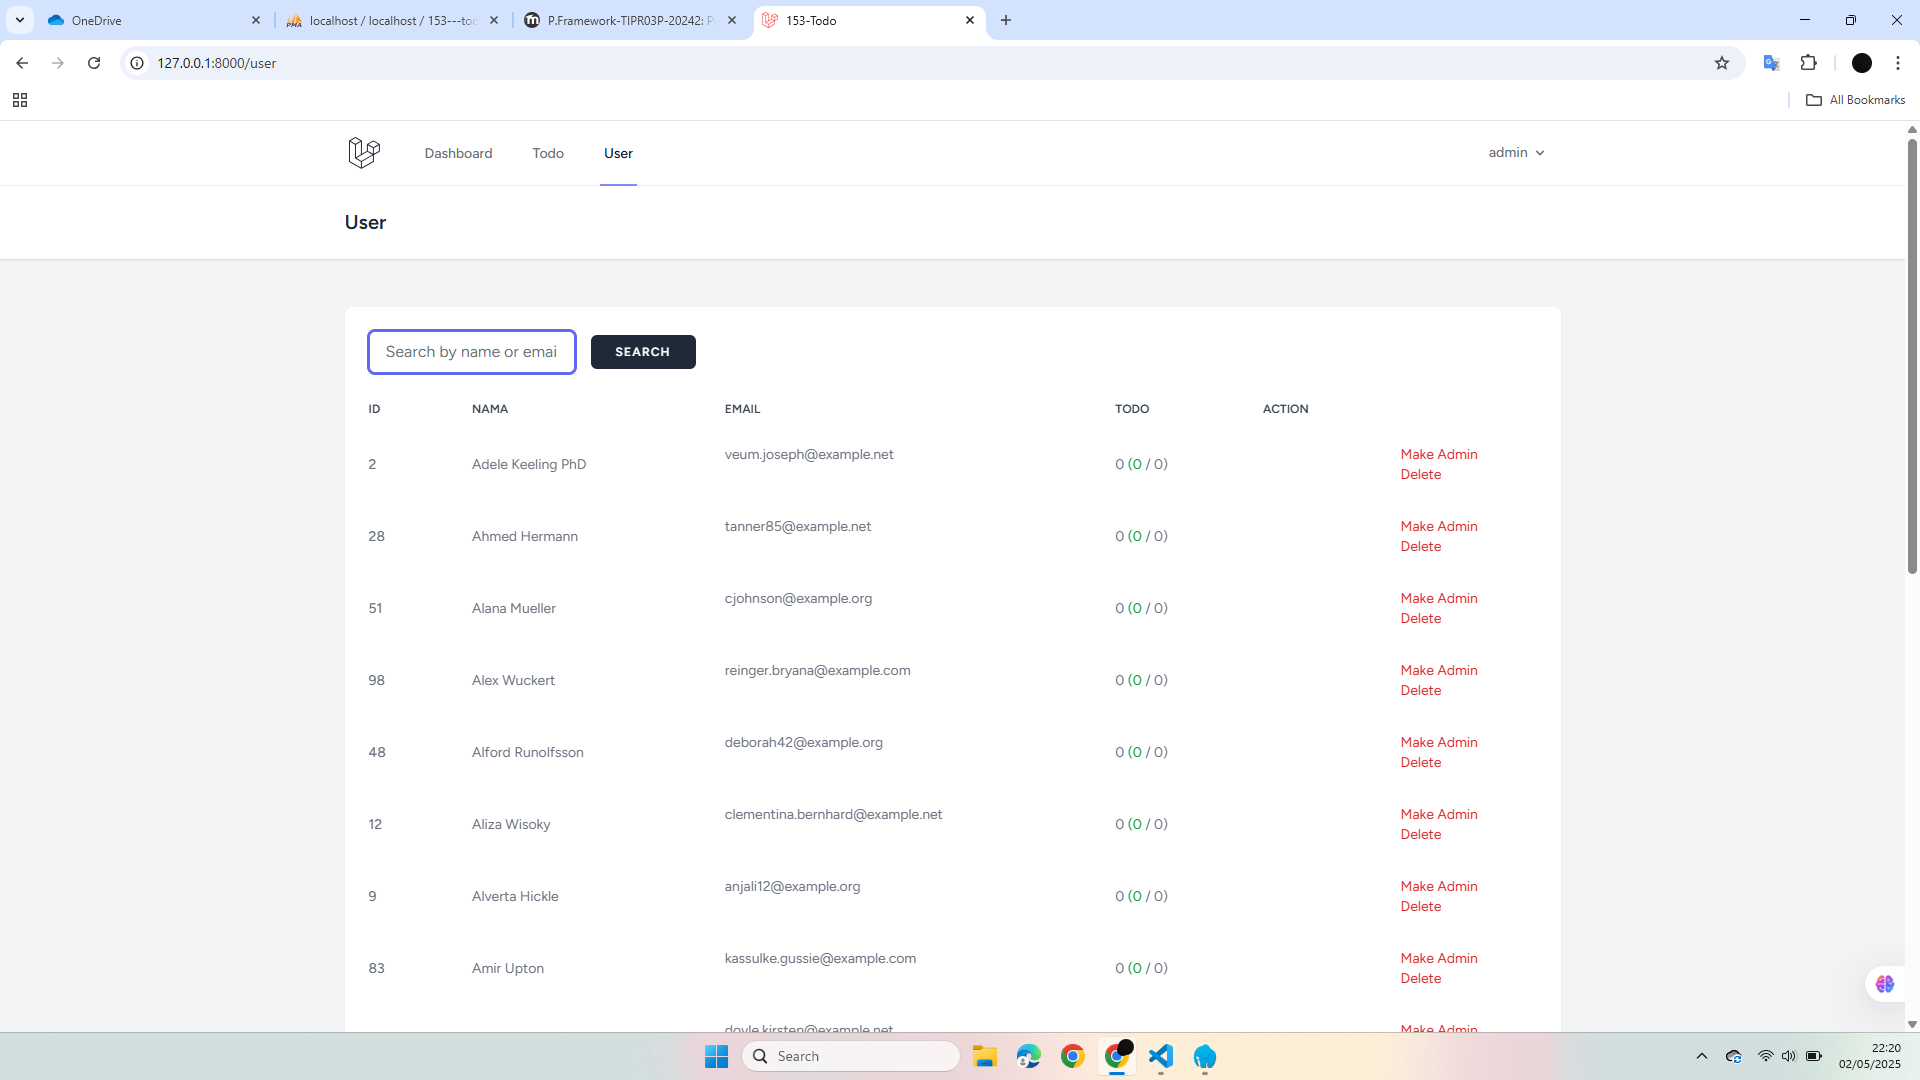 OneDrive
localhost / localhost / 153---tod
P.Framework-TIPR03P-20242: P
153-Todo
127.0.0.1:8000/user
All Bookmarks
Dashboard Todo User admin
User
Search by name or emai SEARCH
ID NAMA EMAIL TODO ACTION
2 Adele Keeling PhD veum.joseph@example.net 0 (0 / 0) Make Admin
Delete
28 Ahmed Hermann tanner85@example.net 0 (0 / 0) Make Admin
Delete
51 Alana Mueller cjohnson@example.org 0 (0 / 0) Make Admin
Delete
98 Alex Wuckert reinger.bryana@example.com 0 (0 / 0) Make Admin
Delete
48 Alford Runolfsson deborah42@example.org 0 (0 / 0) Make Admin
Delete
12 Aliza Wisoky clementina.bernhard@example.net 0 (0 / 0) Make Admin
Delete
9 Alverta Hickle anjali12@example.org 0 (0 / 0) Make Admin
Delete
83 Amir Upton kassulke.gussie@example.com 0 (0 / 0) Make Admin
Delete
doyle.kirsten@example.net Make Admin
Search
22:20
02/05/2025